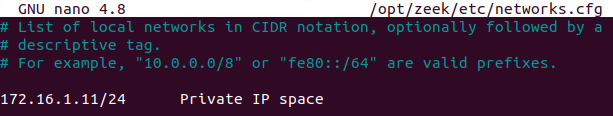 GNU nano 4.8 /opt/zeek/etc/networks.cfg
# List of local networks in CIDR notation, optionally followed by a
# descriptive tag.
# For example, "10.0.0.0/8" or "fe80::/64" are valid prefixes.
172.16.1.11/24 Private IP space